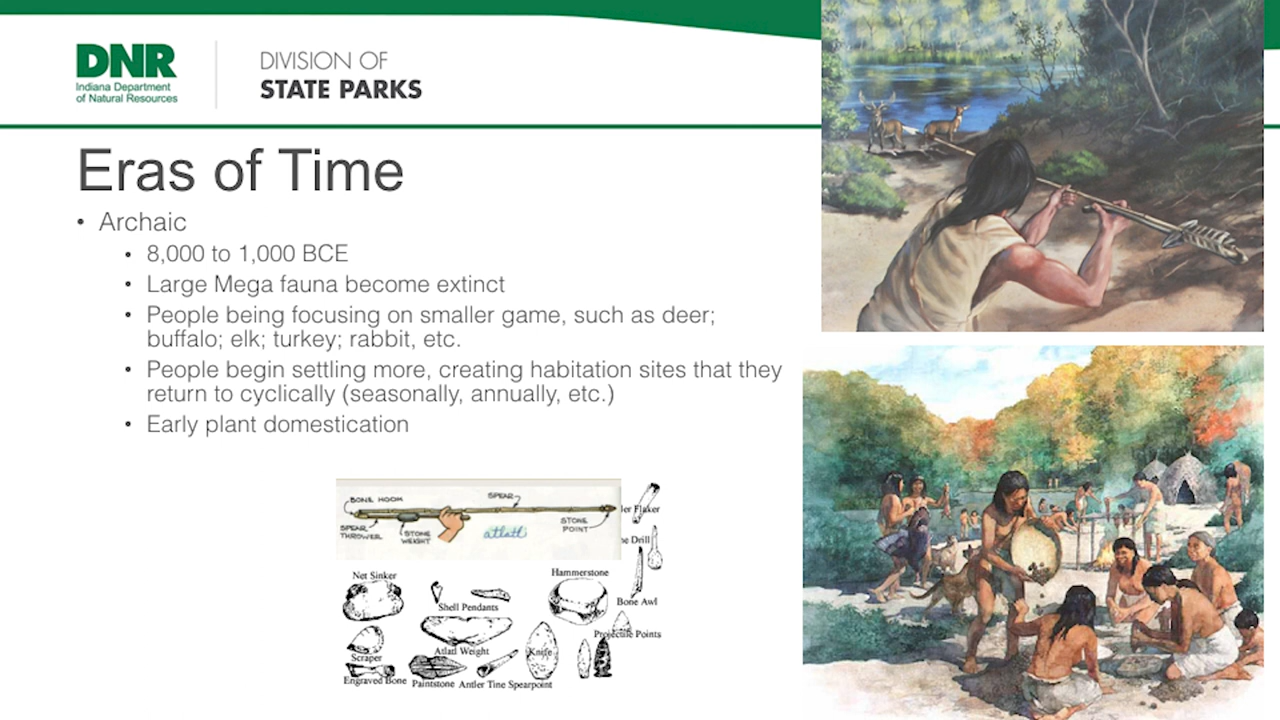 DNR
Indiana Department
of Natural Resources
DIVISION OF
STATE PARKS
Eras of Time
• Archaic
• 8,000 to 1,000 BCE
• Large Mega fauna become extinct
• People being focusing on smaller game, such as deer;
buffalo; elk; turkey; rabbit, etc.
• People begin settling more, creating habitation sites that they
return to cyclically (seasonally, annually, etc.)
• Early plant domestication
BONE HOOK
SPEAR
SPEAR
THROWER
STONE
WEIGHT
atlatl
STONE
POINT
Flaker
Drill
Net Sinker
Shell Pendants
Hammerstone
Bone Awl
Projectile Points
Scraper
Atlatl Weight
Knife
Engraved Bone
Paintstone
Antler Tine Spearpoint